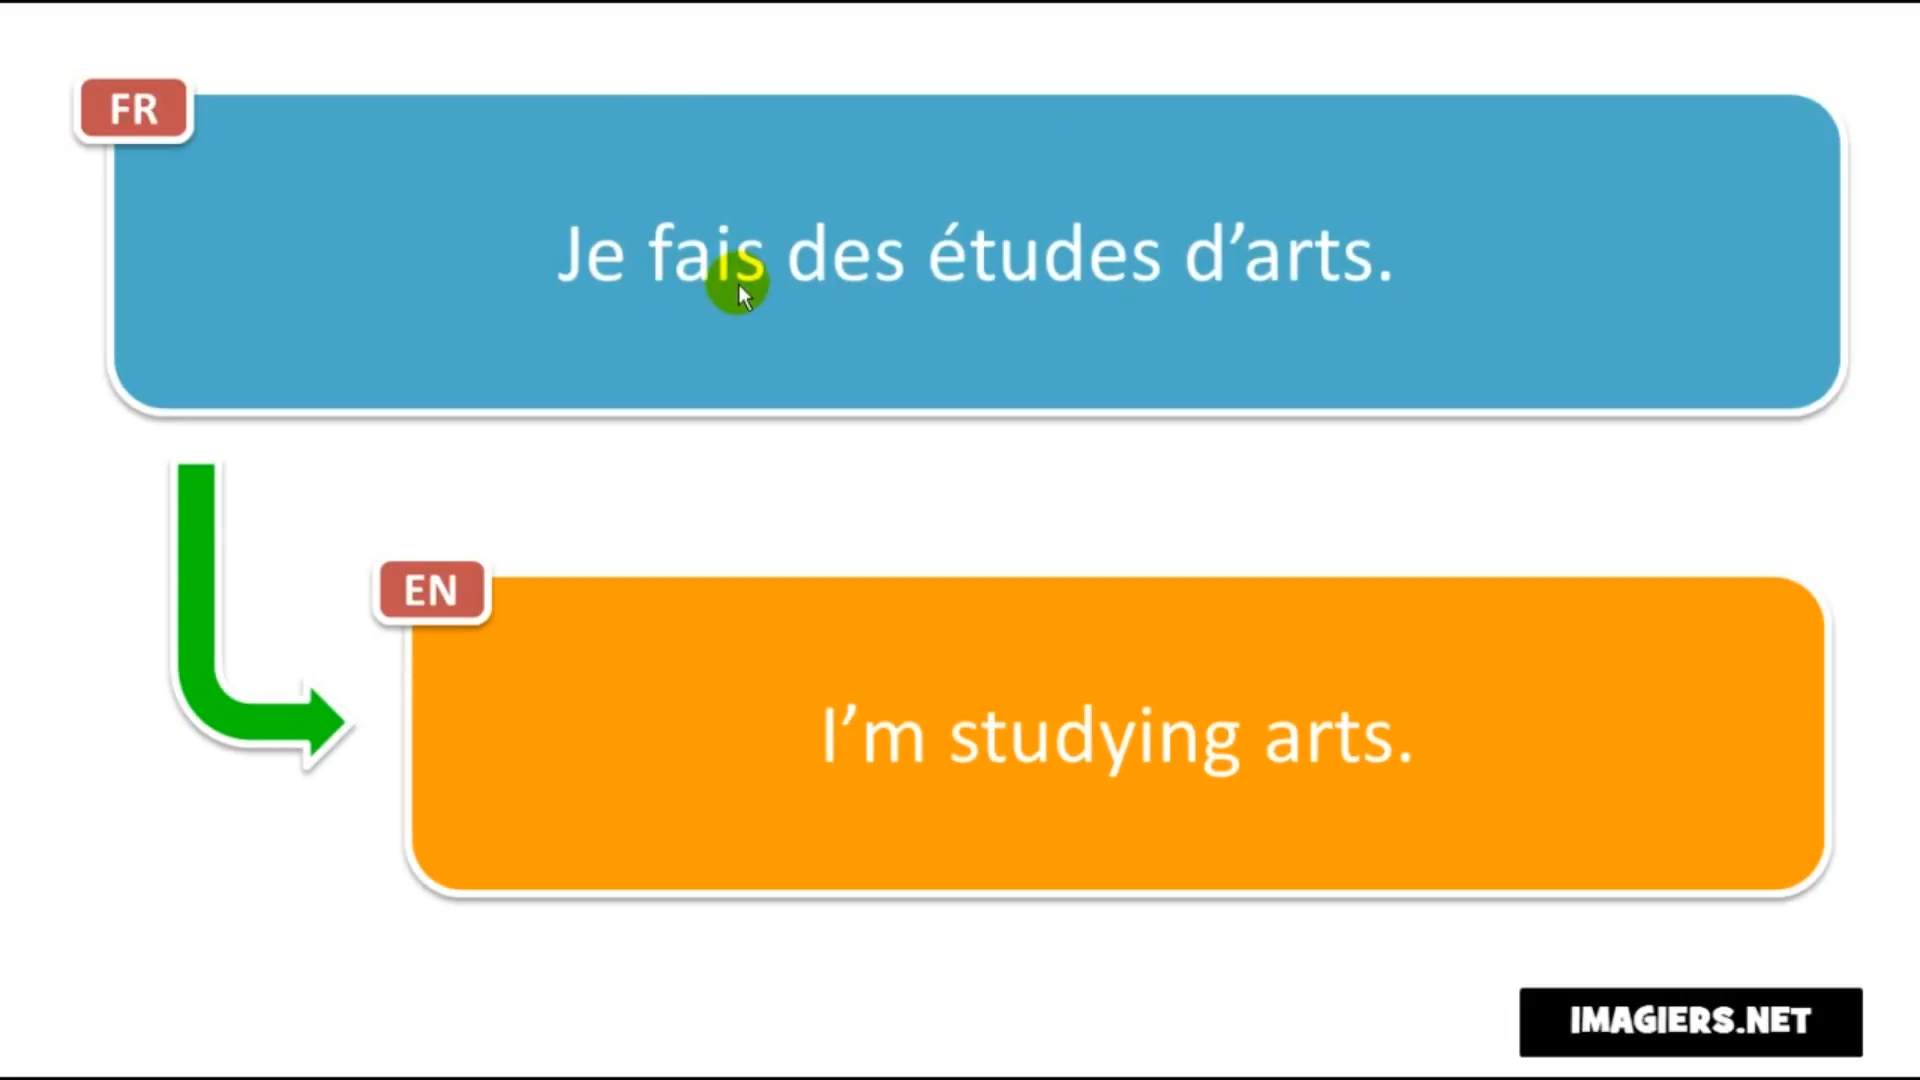 FR
Je fais des études d’arts.
EN
I’m studying arts.
IMAGIERS.NET